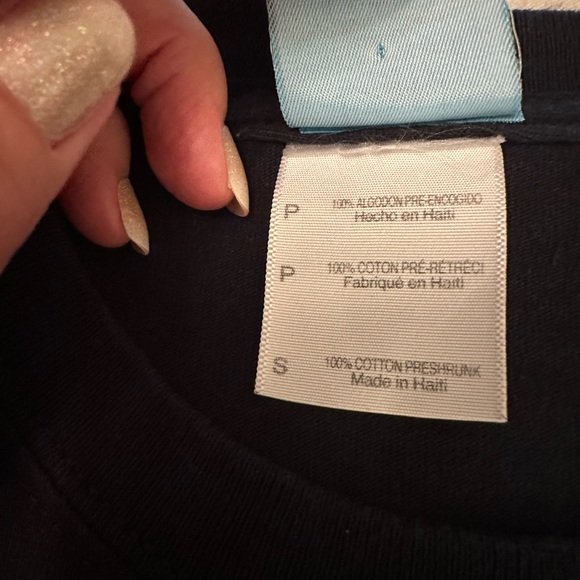 P 100% ALGODON PRE-ENCOGIDO
Hecho en Haiti
P 100% COTON PRÉ-RÉTRÉCI
Fabriqué en Haïti
S 100% COTTON PRESHRUNK
Made in Haiti